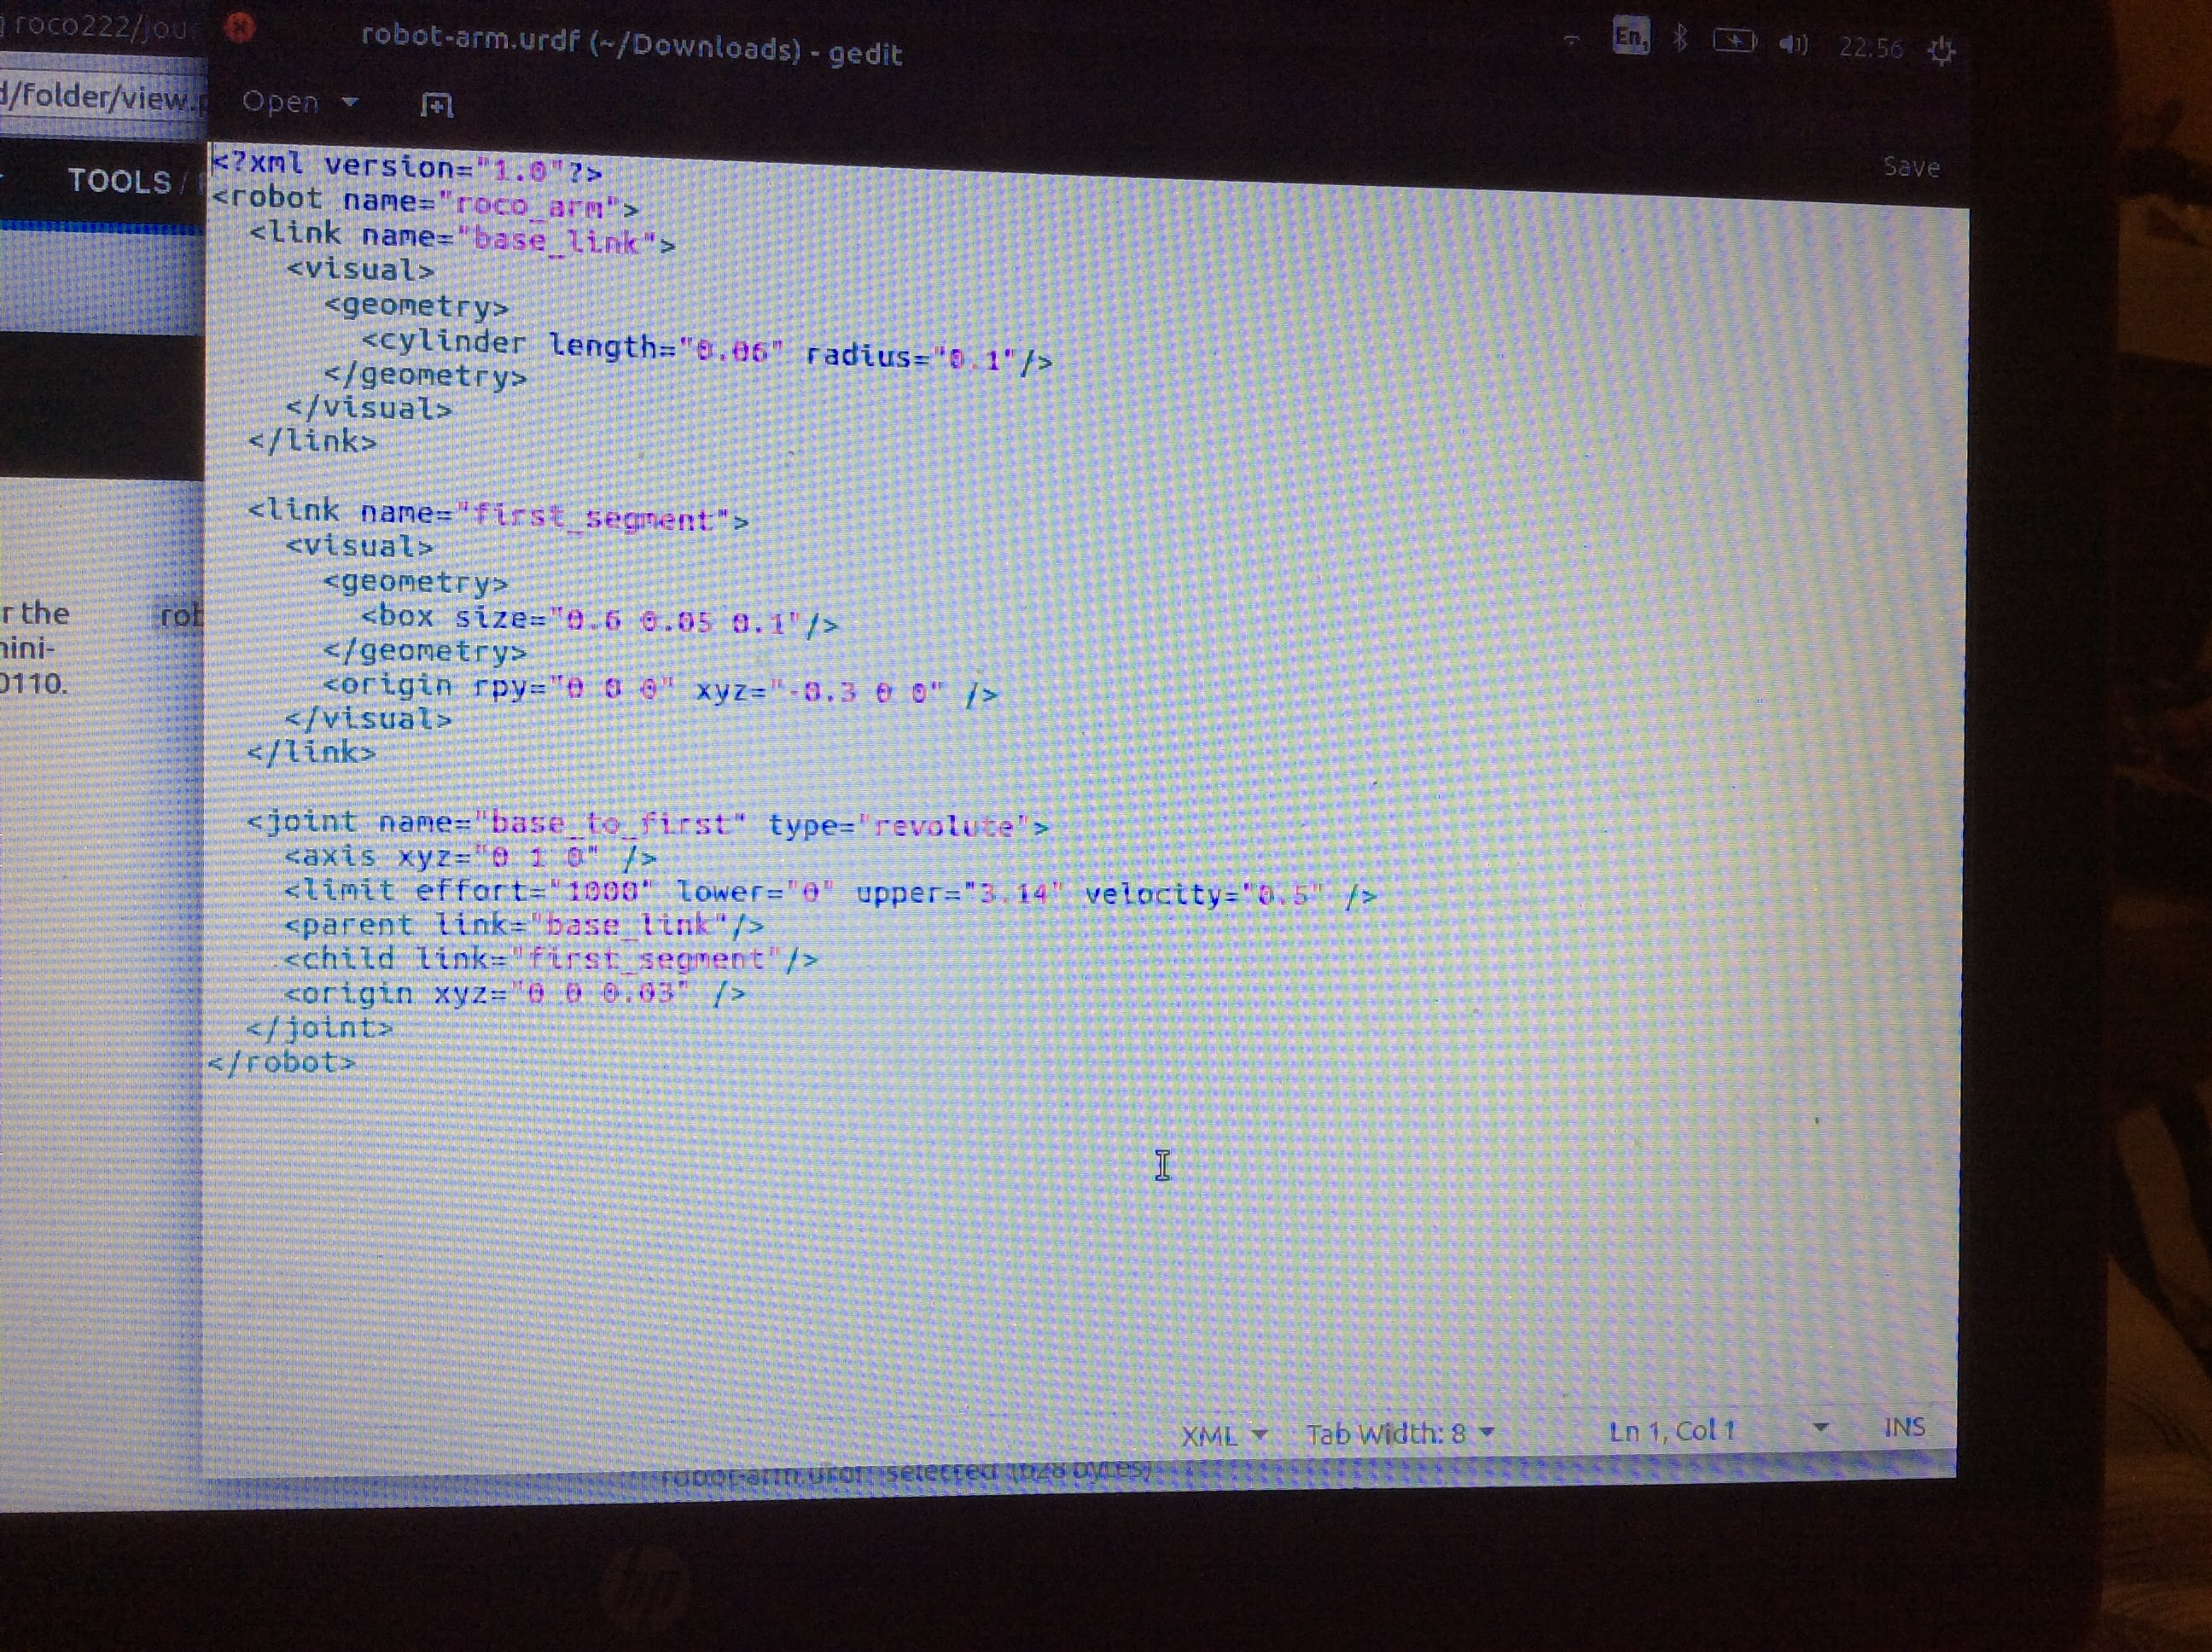 roco222/jou
robot-arm.urdf (~/Downloads) - gedit
En
22:56
d/folder/view.
Open
Save
TOOLS /
<?xml version="1.0"?>
<robot name="roco_arm">
  <link name="base_link">
    <visual>
      <geometry>
        <cylinder length="0.06" radius="0.1"/>
      </geometry>
    </visual>
  </link>

  <link name="first_segment">
    <visual>
      <geometry>
        <box size="0.6 0.05 0.1"/>
      </geometry>
      <origin rpy="0 0 0" xyz="-0.3 0 0" />
    </visual>
  </link>

  <joint name="base_to_first" type="revolute">
    <axis xyz="0 1 0" />
    <limit effort="1000" lower="0" upper="3.14" velocity="0.5" />
    <parent link="base_link"/>
    <child link="first_segment"/>
    <origin xyz="0 0 0.03" />
  </joint>
</robot>
r the
rob
nini-
0110.
XML
Tab Width: 8
Ln 1, Col 1
INS
robot-arm.urdf" selected (628 bytes)
hp